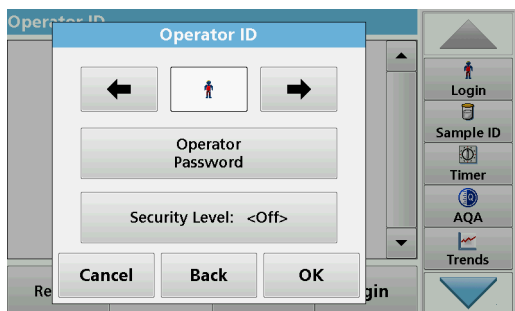 Operator ID
Operator ID
Operator
Password
Security Level: <Off>
Cancel
Back
OK
Login
Sample ID
Timer
AQA
Trends